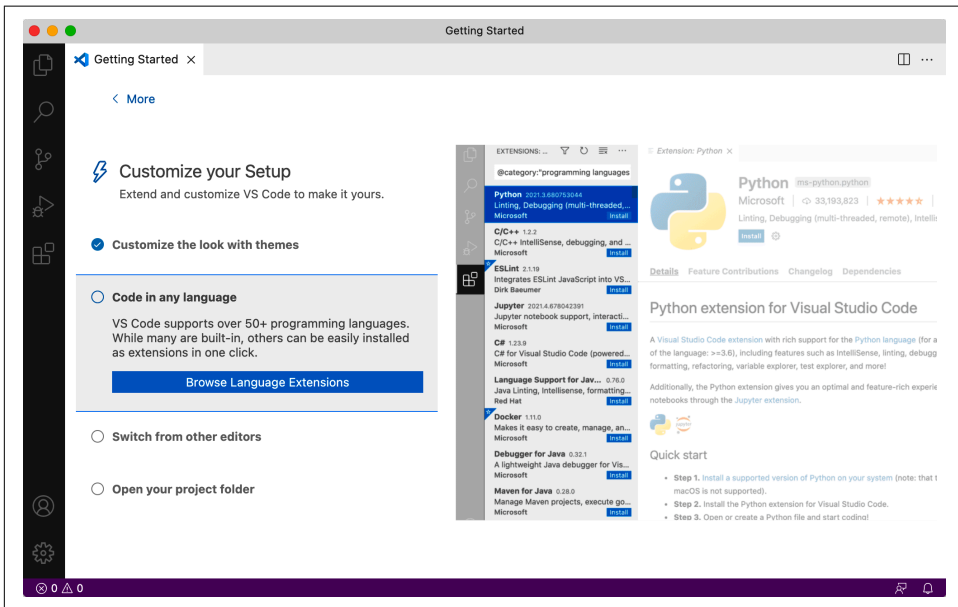 Getting Started
Getting Started
More
Customize your Setup
Extend and customize VS Code to make it yours.
Customize the look with themes
Code in any language
VS Code supports over 50+ programming languages.
While many are built-in, others can be easily installed
as extensions in one click.
Browse Language Extensions
Switch from other editors
Open your project folder
EXTENSIONS: ...
@category:"programming languages
Python 2021.3.680753044
Linting, Debugging (multi-threaded,...
Microsoft Install
C/C++ 1.2.2
C/C++ IntelliSense, debugging, and ...
Microsoft Install
ESLint 2.1.19
Integrates ESLint JavaScript into VS...
Dirk Baeumer Install
Jupyter 2021.4.678042391
Jupyter notebook support, interacti...
Microsoft Install
C# 1.23.9
C# for Visual Studio Code (powered...
Microsoft Install
Language Support for Jav... 0.76.0
Java Linting, Intellisense, formatting...
Red Hat Install
Docker 1.11.0
Makes it easy to create, manage, an...
Microsoft Install
Debugger for Java 0.32.1
A lightweight Java debugger for Vis...
Microsoft Install
Maven for Java 0.28.0
Manage Maven projects, execute go...
Microsoft Install
Extension: Python
Python ms-python.python
Microsoft 33,193,823
Linting, Debugging (multi-threaded, remote), Intellis
Install
Details Feature Contributions Changelog Dependencies
Python extension for Visual Studio Code
A Visual Studio Code extension with rich support for the Python language (for a
of the language: >=3.6), including features such as IntelliSense, linting, debugg
formatting, refactoring, variable explorer, test explorer, and more!
Additionally, the Python extension gives you an optimal and feature-rich experie
notebooks through the Jupyter extension.
jupyter
Quick start
• Step 1. Install a supported version of Python on your system (note: that t
macOS is not supported).
• Step 2. Install the Python extension for Visual Studio Code.
• Step 3. Open or create a Python file and start coding!
0 0